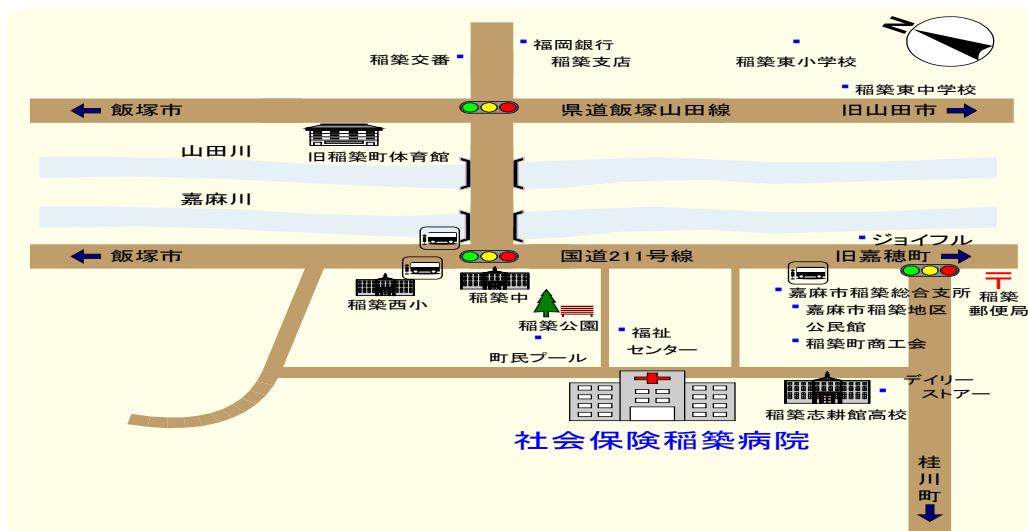 N
福岡銀行
稲築支店
稲築交番
稲築東小学校
稲築東中学校
飯塚市
県道飯塚山田線
旧山田市
山田川
旧稲築町体育館
嘉麻川
ジョイフル
飯塚市
国道211号線
旧嘉穂町
稲築西小
稲築中
嘉麻市稲築総合支所
稲築
郵便局
嘉麻市稲築地区
公民館
稲築公園
福祉
センター
稲築町商工会
町民プール
デイリー
ストアー
稲築志耕館高校
社会保険稲築病院
桂川町